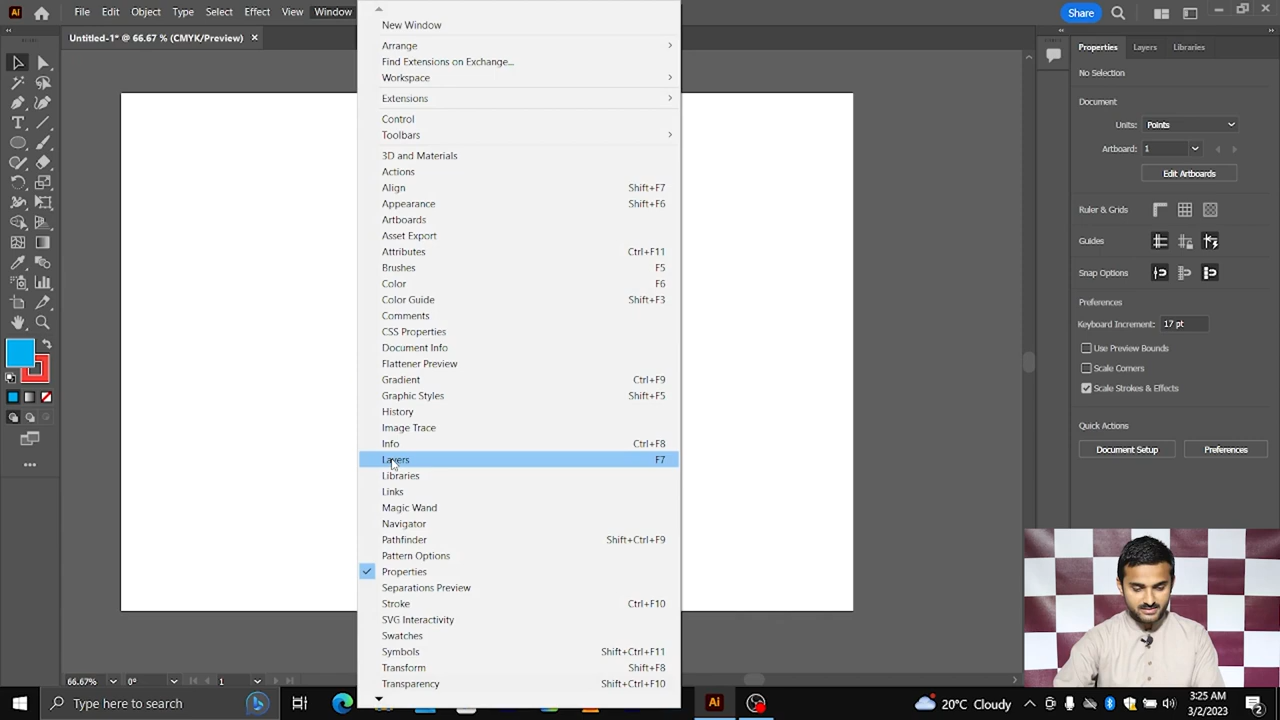 Ai File Edit Object Type Select Effect View Window Share
Untitled-1* @ 66.67 % (CMYK/Preview)
New Window
Arrange
Find Extensions on Exchange...
Workspace
Extensions
Control
Toolbars
3D and Materials
Actions
Align Shift+F7
Appearance Shift+F6
Artboards
Asset Export
Attributes Ctrl+F11
Brushes F5
Color F6
Color Guide Shift+F3
Comments
CSS Properties
Document Info
Flattener Preview
Gradient Ctrl+F9
Graphic Styles Shift+F5
History
Image Trace
Info Ctrl+F8
Layers F7
Libraries
Links
Magic Wand
Navigator
Pathfinder Shift+Ctrl+F9
Pattern Options
Properties
Separations Preview
Stroke Ctrl+F10
SVG Interactivity
Swatches
Symbols Shift+Ctrl+F11
Transform Shift+F8
Transparency Shift+Ctrl+F10
Properties Layers Libraries
No Selection
Document
Units: Points
Artboard: 1
Edit Artboards
Ruler & Grids
Guides
Snap Options
Preferences
Keyboard Increment: 17 pt
Use Preview Bounds
Scale Corners
Scale Strokes & Effects
Quick Actions
Document Setup Preferences
66.67% 0° 1
Type here to search
Ai
20°C Cloudy
3:25 AM
3/2/2023